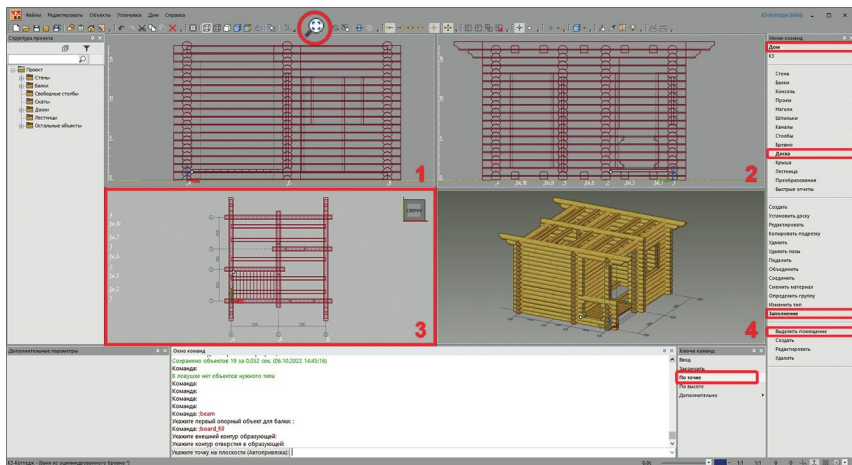 К3-Коттедж (Win64)
Файлы Редактировать Объекты Установки Дом Справка
Структура проекта
Проект
Стены
Балки
Свободные столбы
Скаты
Доски
Лестницы
Остальные объекты
1
2
3
4
СВЕРХУ
Меню команд
Дом
К3
Стена
Балки
Консоль
Проем
Нагели
Шпильки
Каналы
Столбы
Бревно
Доска
Крыша
Лестница
Преобразования
Быстрые отчеты
Создать
Установить доску
Редактировать
Копировать подрезку
Удалить
Удалить пазы
Поделить
Объединить
Соединить
Сменить материал
Определить группу
Изменить тип
Заполнение
Выделить помещение
Создать
Редактировать
Удалить
Дополнительные параметры
Окно команд
Сохранено объектов 19 за 0.032 сек. (06.10.2022 14:45:16)
Команда:
В ловушке нет объектов нужного типа
Команда:
Команда:
Команда:
Команда:
Команда: ;beam
Укажите первый опорный объект для балки: ;
Команда: ;board_fill
Укажите внешний контур образующей:
Укажите контур отверстия в образующей:
Укажите точку на плоскости (Автопривязка):
Ключи команд
Ввод
Закончить
По точке
По высоте
Дополнительно